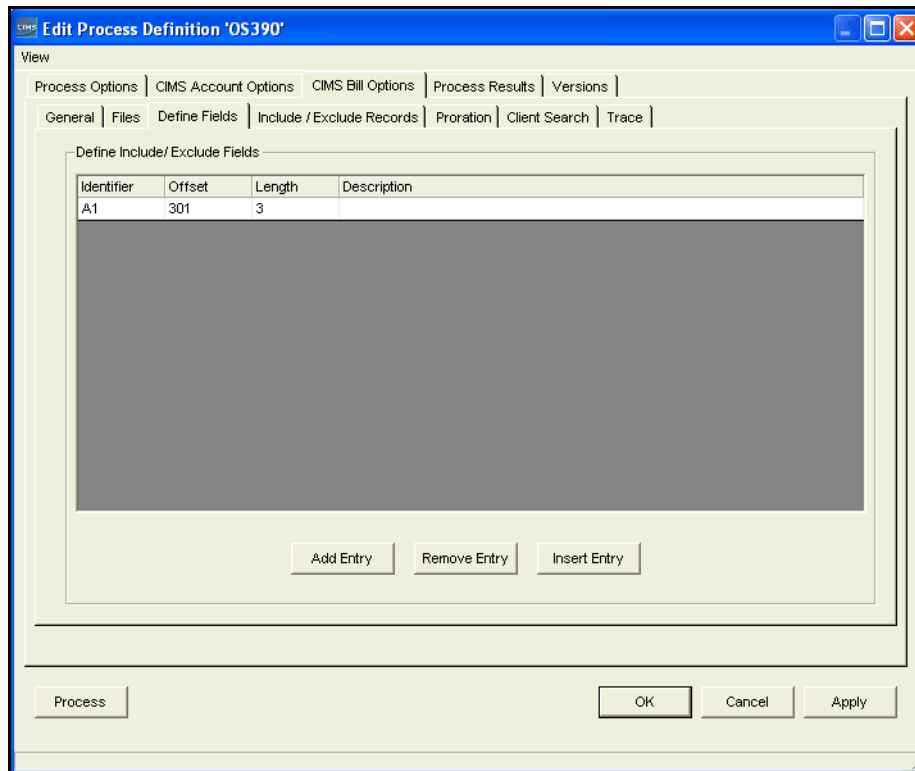 CIMS Edit Process Definition 'OS390'
View
Process Options CIMS Account Options CIMS Bill Options Process Results Versions
General Files Define Fields Include / Exclude Records Proration Client Search Trace
Define Include/ Exclude Fields
Identifier Offset Length Description
A1 301 3
Add Entry Remove Entry Insert Entry
Process OK Cancel Apply